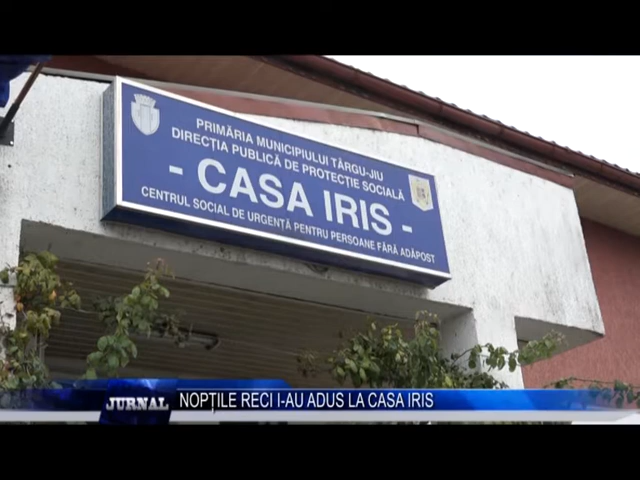 PRIMĂRIA MUNICIPIULUI TÂRGU-JIU
DIRECȚIA PUBLICĂ DE PROTECȚIE SOCIALĂ
- CASA IRIS -
CENTRUL SOCIAL DE URGENȚĂ PENTRU PERSOANE FĂRĂ ADĂPOST
JURNAL
NOPȚILE RECI I-AU ADUS LA CASA IRIS